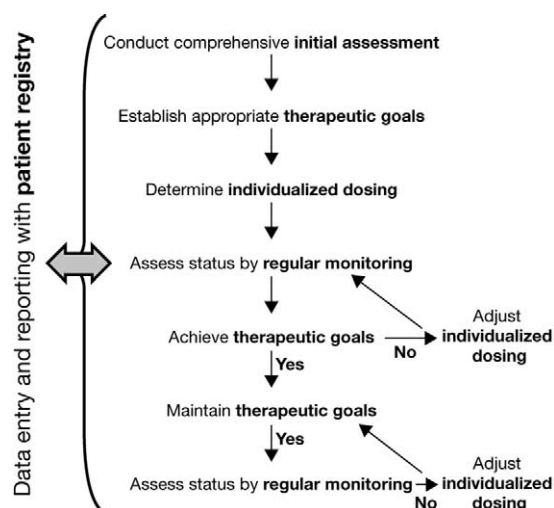 Data entry and reporting with patient registry
Conduct comprehensive initial assessment
Establish appropriate therapeutic goals
Determine individualized dosing
Assess status by regular monitoring
Achieve therapeutic goals
No
Adjust
individualized
dosing
Yes
Maintain therapeutic goals
Yes
Assess status by regular monitoring
No
Adjust
individualized
dosing